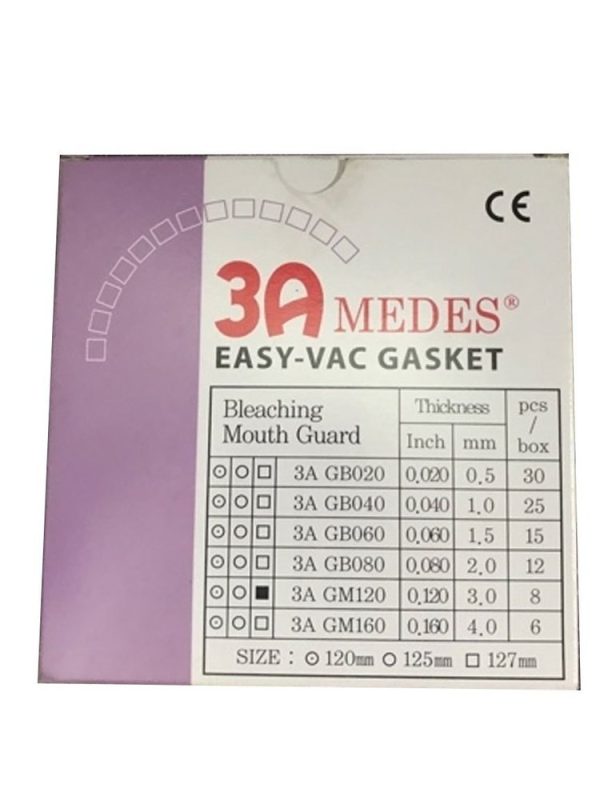 CE
3A MEDES®
EASY-VAC GASKET
Bleaching Mouth Guard Thickness pcs / box
Inch mm
⊙ ○ □ 3A GB020 0.020 0.5 30
⊙ ○ □ 3A GB040 0.040 1.0 25
⊙ ○ □ 3A GB060 0.060 1.5 15
⊙ ○ □ 3A GB080 0.080 2.0 12
⊙ ○ ■ 3A GM120 0.120 3.0 8
⊙ ○ □ 3A GM160 0.160 4.0 6
SIZE : ⊙ 120mm ○ 125mm □ 127mm